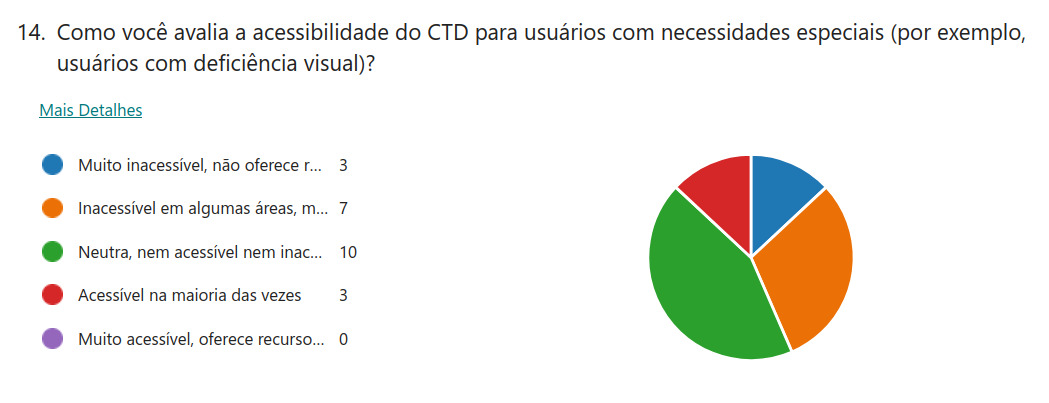 14. Como você avalia a acessibilidade do CTD para usuários com necessidades especiais (por exemplo,
usuários com deficiência visual)?
Mais Detalhes
Muito inacessível, não oferece r... 3
Inacessível em algumas áreas, m... 7
Neutra, nem acessível nem inac... 10
Acessível na maioria das vezes 3
Muito acessível, oferece recurso... 0